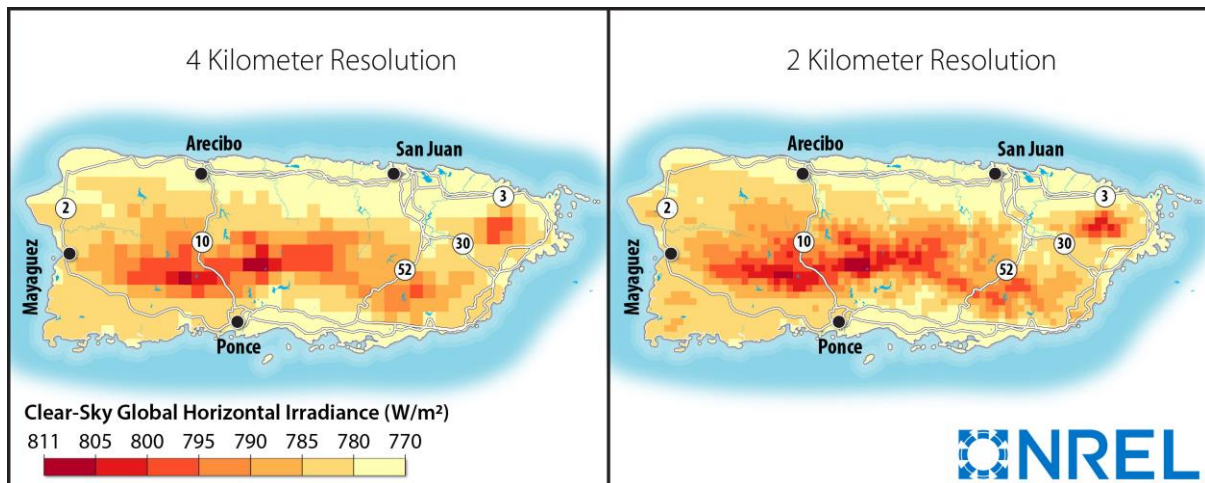 4 Kilometer Resolution
Arecibo
San Juan
2
3
10
30
52
Mayaguez
Ponce
Clear-Sky Global Horizontal Irradiance (W/m²)
811 805 800 795 790 785 780 770
2 Kilometer Resolution
Arecibo
San Juan
2
3
10
30
52
Mayaguez
Ponce
NREL